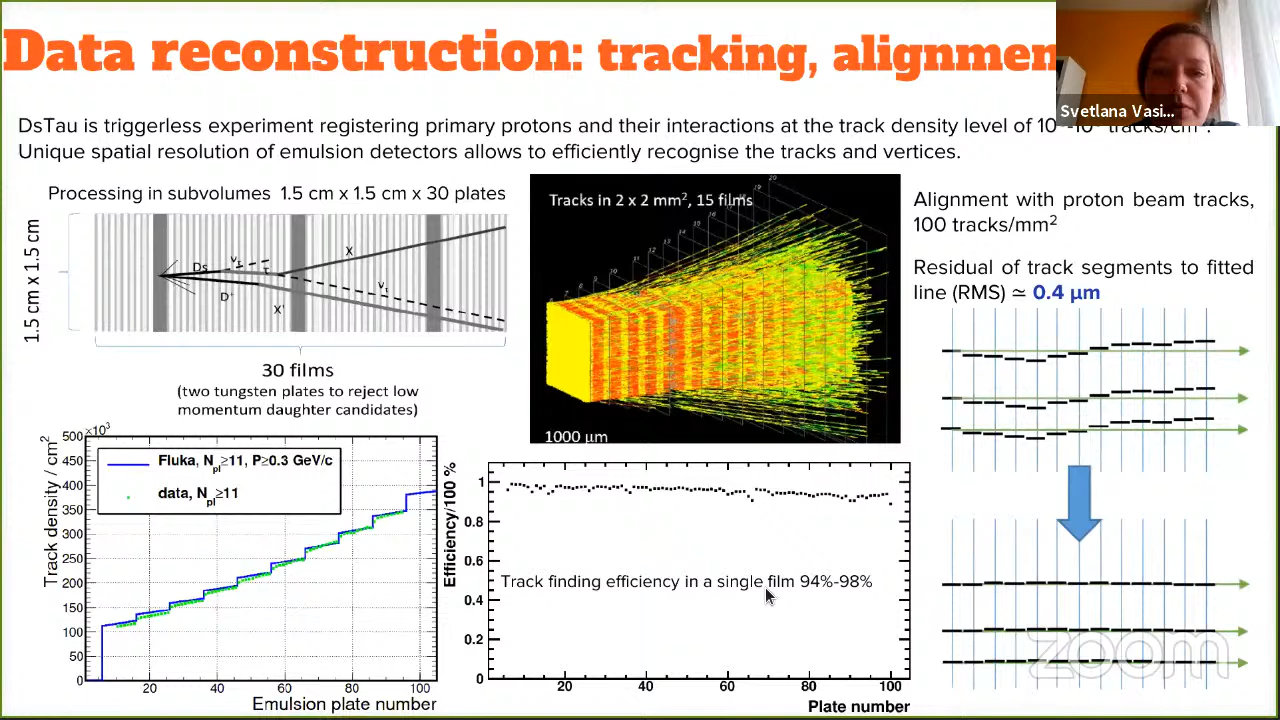 Data reconstruction: tracking, alignmen
Svetlana Vasi...
DsTau is triggerless experiment registering primary protons and their interactions at the track density level of 10
Unique spatial resolution of emulsion detectors allows to efficiently recognise the tracks and vertices.
Processing in subvolumes 1.5 cm x 1.5 cm x 30 plates
1.5 cm x 1.5 cm
Ds
ντ
τ
X
D⁺
X'
ντ
30 films
(two tungsten plates to reject low
momentum daughter candidates)
Tracks in 2 x 2 mm², 15 films
1000 µm
Alignment with proton beam tracks,
100 tracks/mm²
Residual of track segments to fitted
line (RMS) ≃ 0.4 µm
×10³
Track density / cm²
500
450
400
350
300
250
200
150
100
50
0
Fluka, Npl≥11, P≥0.3 GeV/c
data, Npl≥11
20 40 60 80 100
Emulsion plate number
Efficiency/100 %
1
0.8
0.6
0.4
0.2
0
Track finding efficiency in a single film 94%-98%
20 40 60 80 100
Plate number
zoom